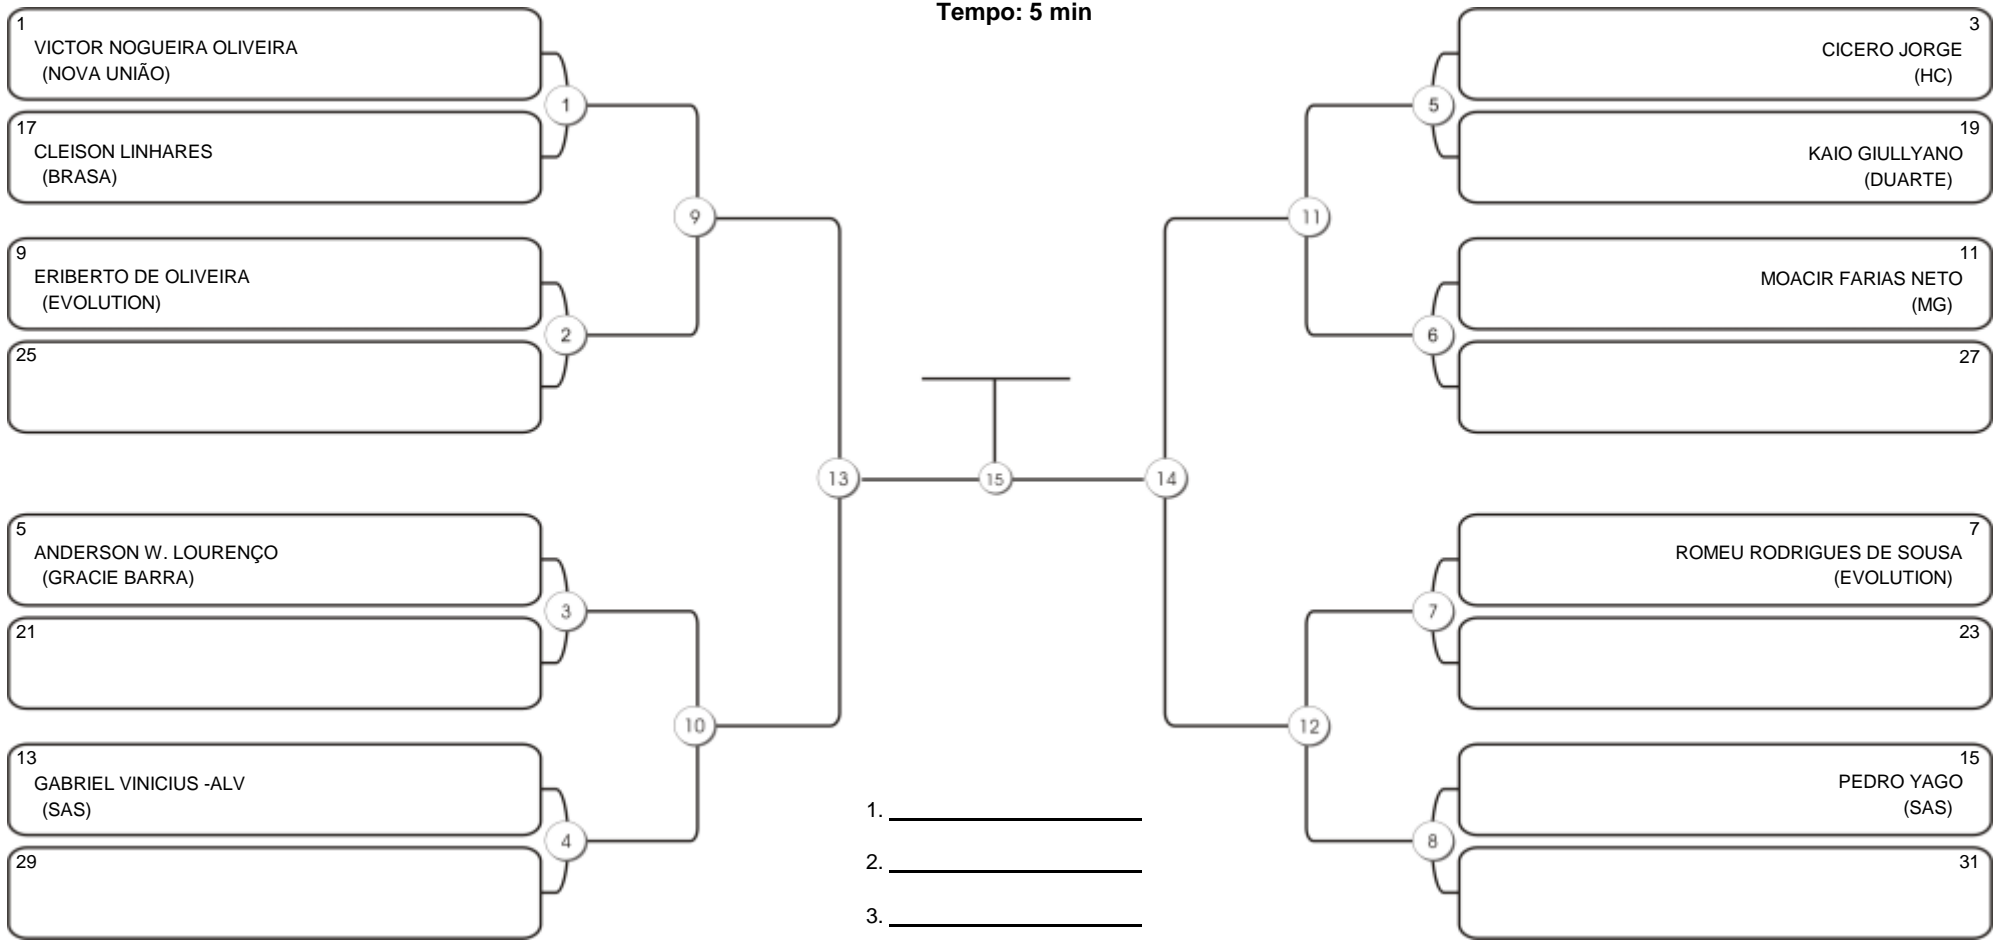 Tempo: 5 min
1
VICTOR NOGUEIRA OLIVEIRA
(NOVA UNIÃO)
17
CLEISON LINHARES
(BRASA)
1
9
ERIBERTO DE OLIVEIRA
(EVOLUTION)
25
2
9
5
ANDERSON W. LOURENÇO
(GRACIE BARRA)
21
3
13
GABRIEL VINICIUS -ALV
(SAS)
29
4
10
13
15
14
3
CICERO JORGE
(HC)
19
KAIO GIULLYANO
(DUARTE)
5
11
MOACIR FARIAS NETO
(MG)
27
6
11
7
ROMEU RODRIGUES DE SOUSA
(EVOLUTION)
23
7
15
PEDRO YAGO
(SAS)
31
8
12
1.
2.
3.